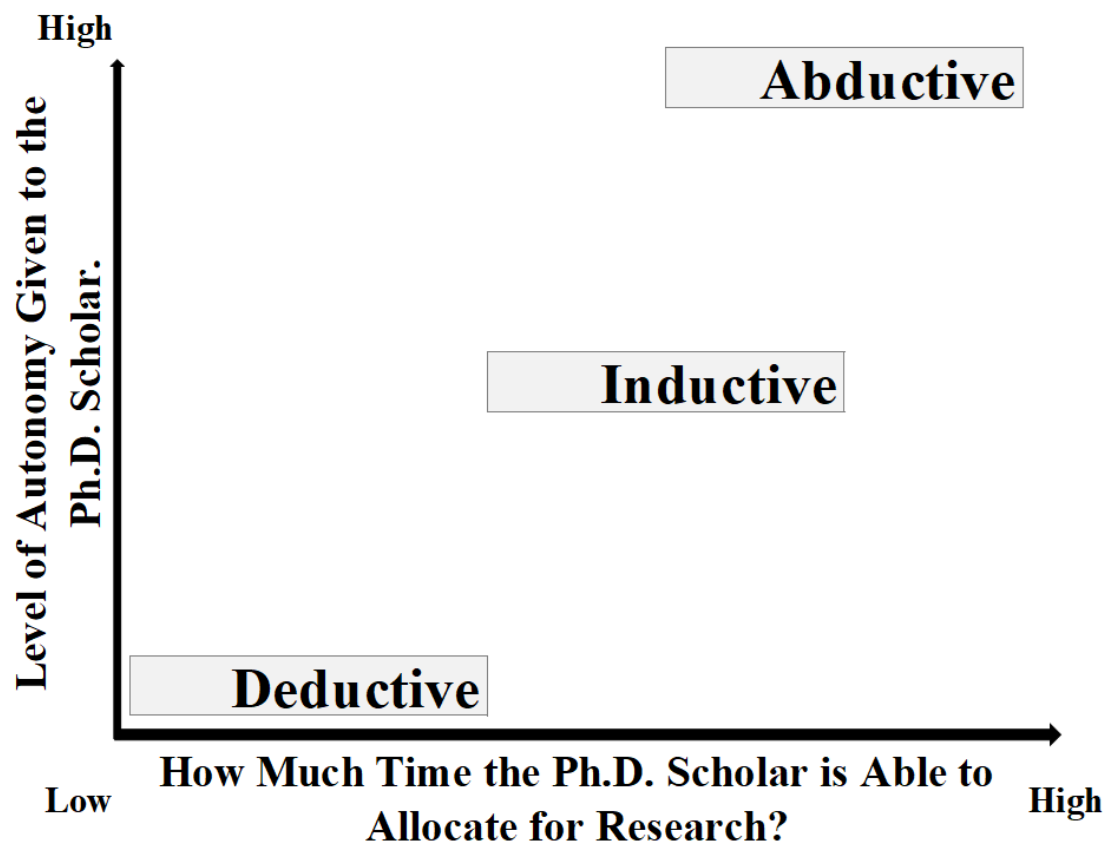 High
Level of Autonomy Given to the
Ph.D. Scholar.
Abductive
Inductive
Deductive
Low
How Much Time the Ph.D. Scholar is Able to
Allocate for Research?
High